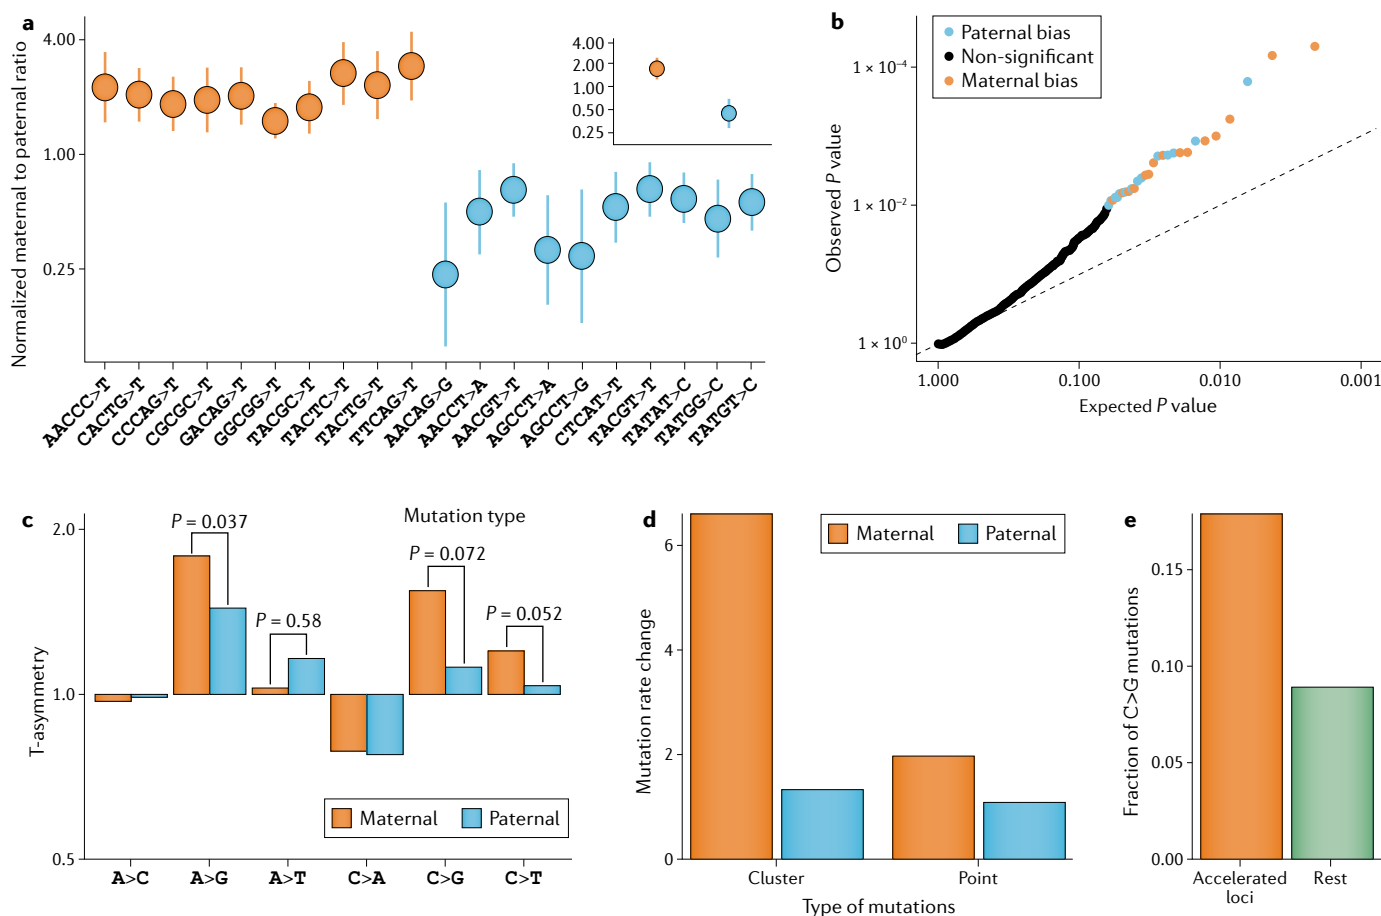 a
Normalized maternal to paternal ratio
4.00
1.00
0.25
4.00
2.00
1.00
0.50
0.25
AACCC>T
CACTG>T
CCCAG>T
CGCGC>T
GACAG>T
GGCGG>T
TACGC>T
TACTC>T
TACTG>T
TTCAG>T
AACAG>G
AACCT>A
AACGT>T
AGCCT>A
AGCCT>G
CTCAT>T
TACGT>T
TATAT>C
TATGG>C
TATGT>C
b
Paternal bias
Non-significant
Maternal bias
Observed P value
1 × 10⁻⁴
1 × 10⁻²
1 × 10⁰
1.000
0.100
0.010
0.001
Expected P value
c
Mutation type
T-asymmetry
2.0
1.0
0.5
P = 0.037
P = 0.58
P = 0.072
P = 0.052
Maternal
Paternal
A>C
A>G
A>T
C>A
C>G
C>T
d
Maternal
Paternal
Mutation rate change
6
4
2
0
Cluster
Point
Type of mutations
e
Fraction of C>G mutations
0.15
0.10
0.05
0.00
Accelerated
loci
Rest